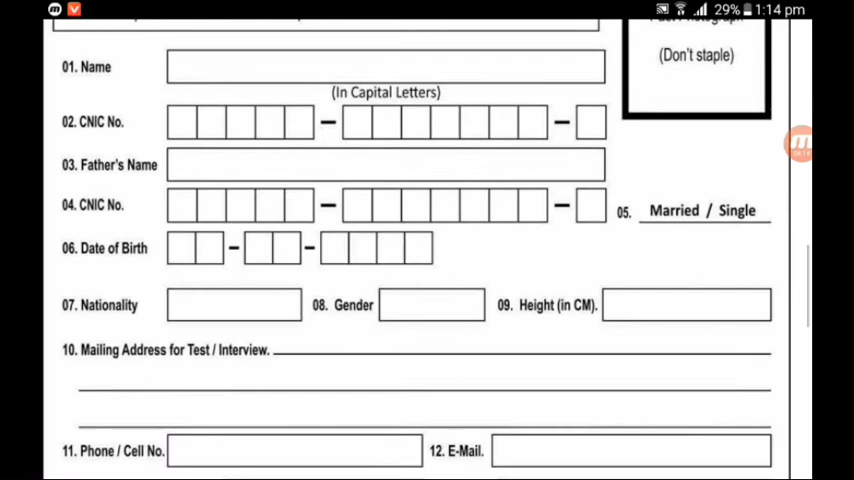 29% 1:14 pm
(Don't staple)
01. Name
(In Capital Letters)
02. CNIC No.
03. Father's Name
04. CNIC No.
05. Married / Single
06. Date of Birth
07. Nationality 08. Gender 09. Height (in CM).
10. Mailing Address for Test / Interview.
11. Phone / Cell No. 12. E-Mail.